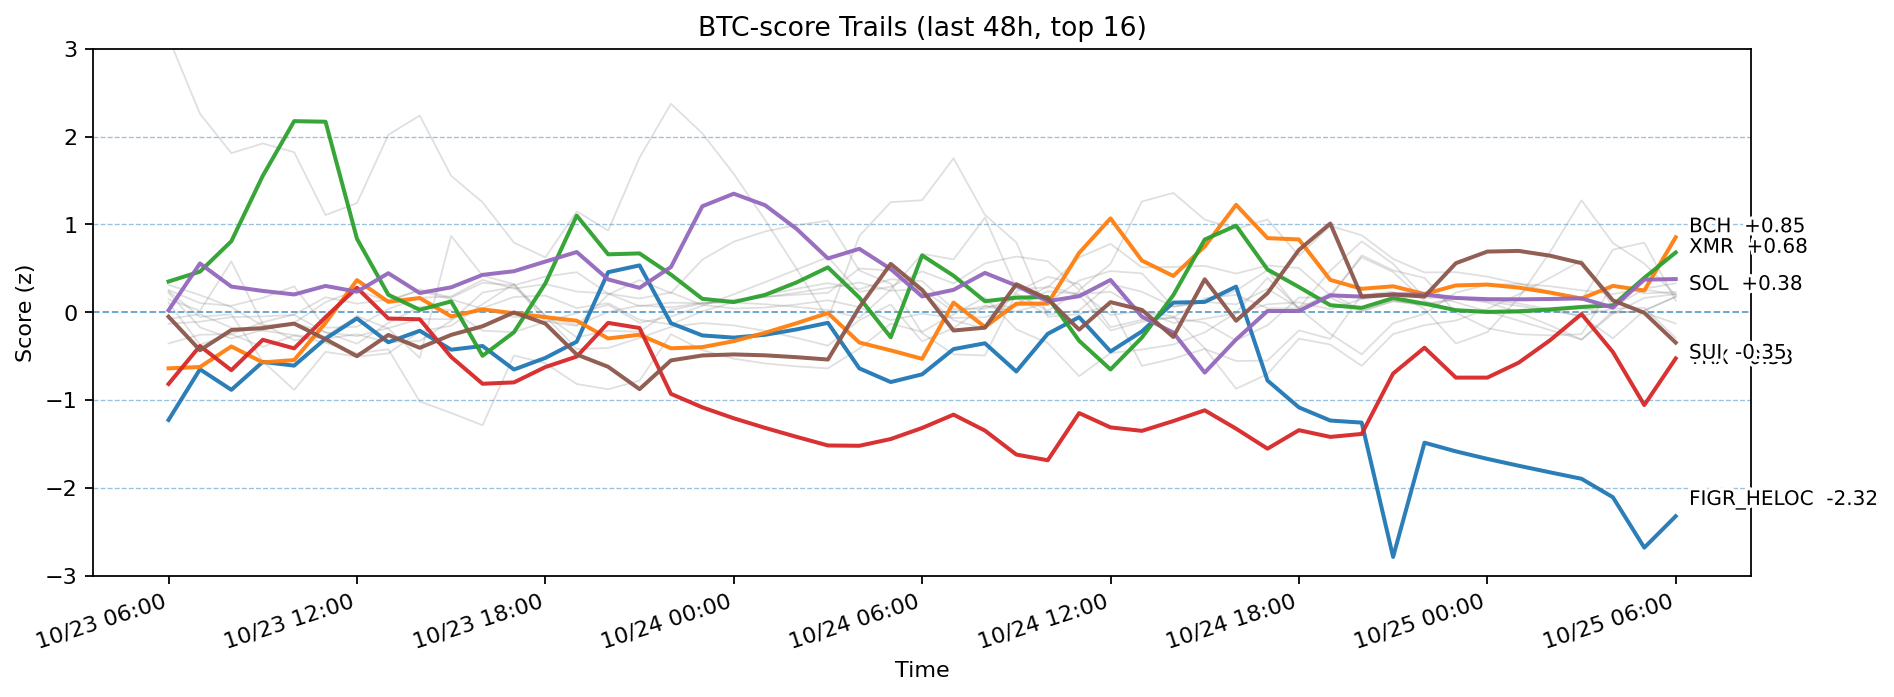 BTC-score Trails (last 48h, top 16)
Score (z)
3
2
1
0
−1
−2
−3
BCH +0.85
XMR +0.68
SOL +0.38
SUI -0.35
FIGR_HELOC -2.32
10/23 06:00
10/23 12:00
10/23 18:00
10/24 00:00
10/24 06:00
10/24 12:00
10/24 18:00
10/25 00:00
10/25 06:00
Time